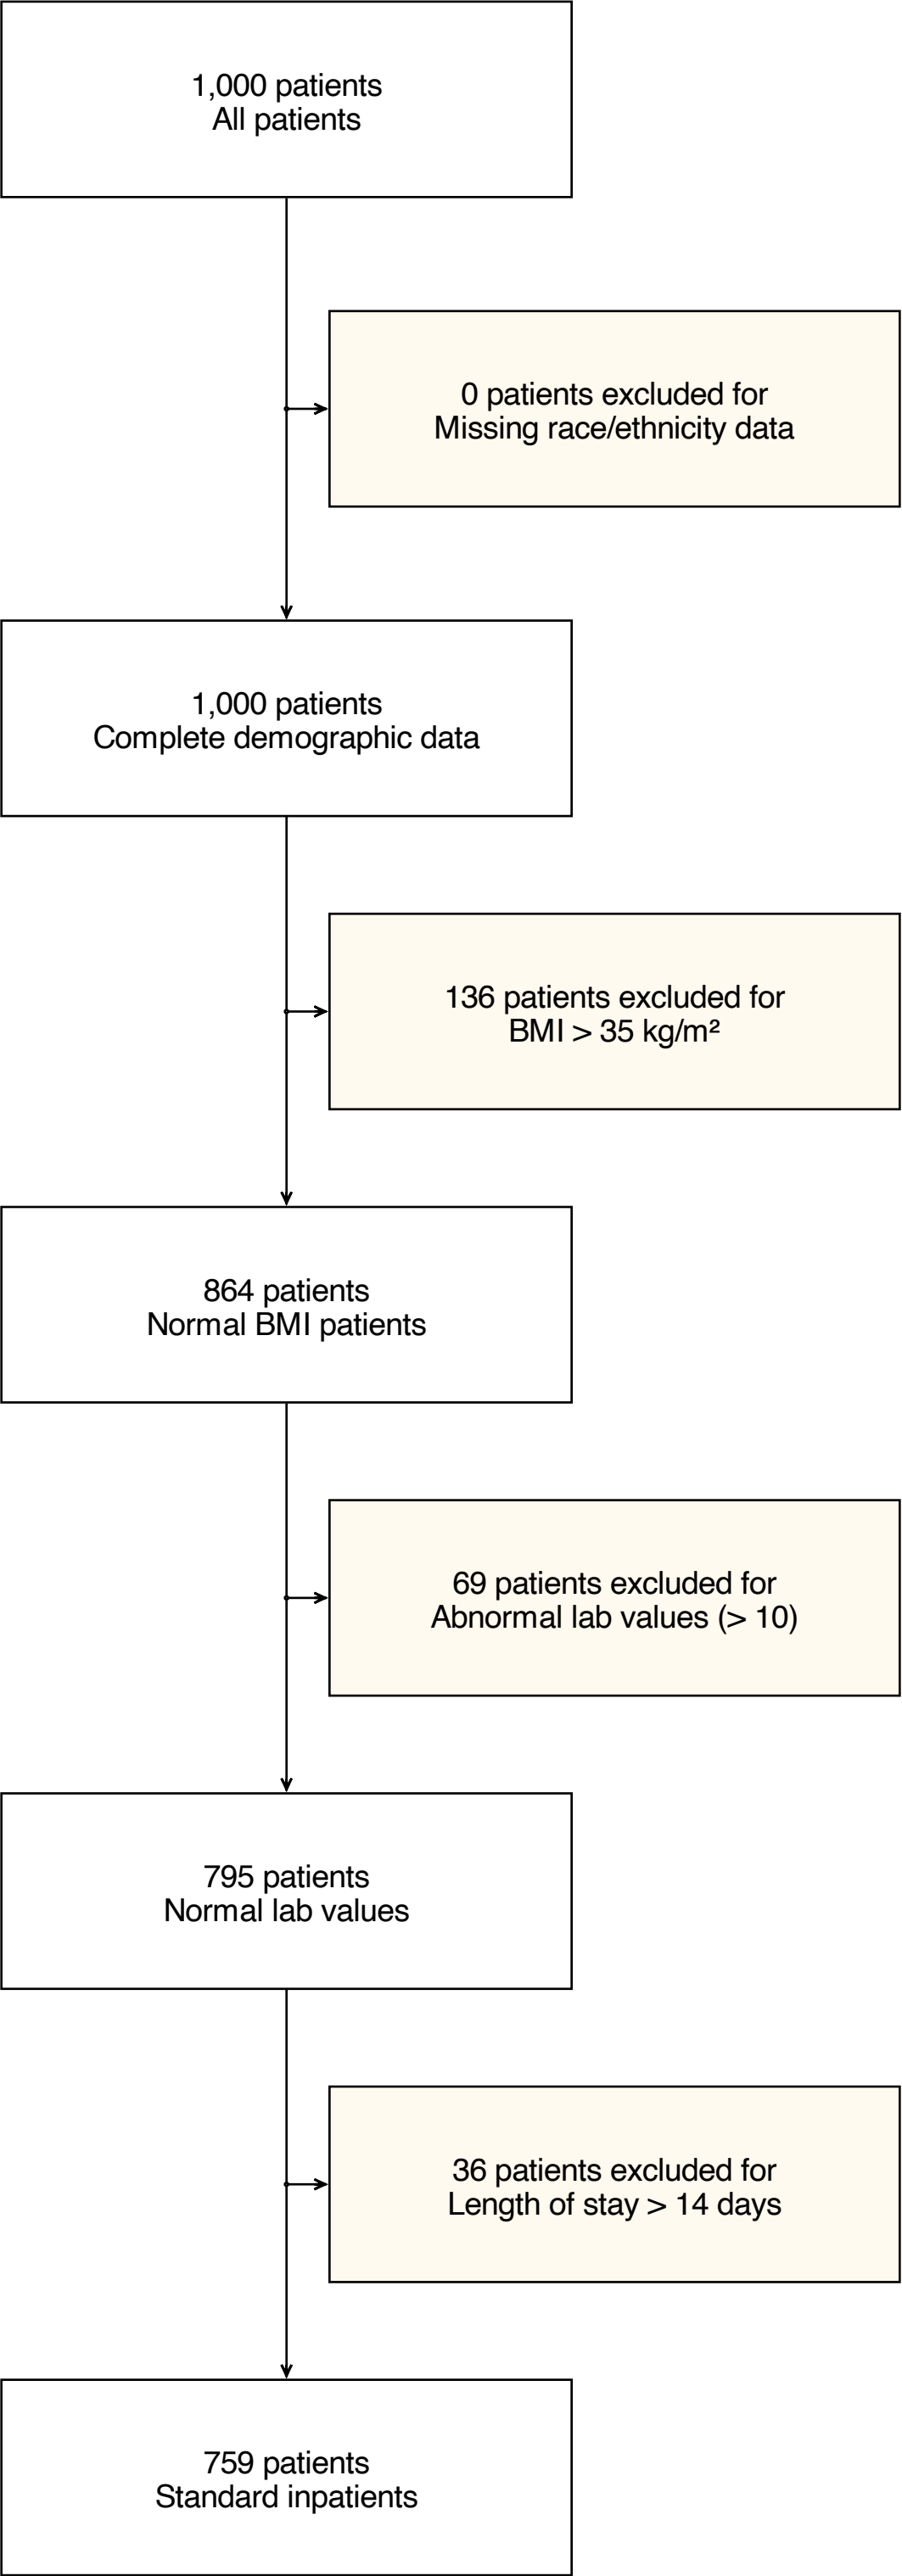 1,000 patients
All patients
0 patients excluded for
Missing race/ethnicity data
1,000 patients
Complete demographic data
136 patients excluded for
BMI > 35 kg/m²
864 patients
Normal BMI patients
69 patients excluded for
Abnormal lab values (> 10)
795 patients
Normal lab values
36 patients excluded for
Length of stay > 14 days
759 patients
Standard inpatients